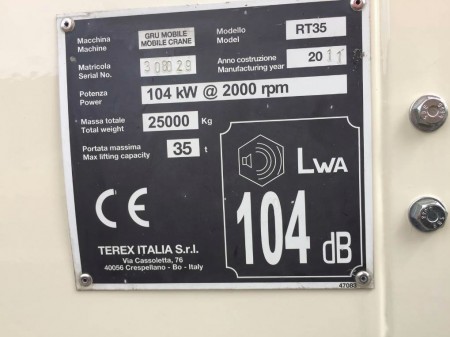 Macchina GRU MOBILE Modello RT35
Machine MOBILE CRANE Model
Matricola Anno costruzione 2011
Serial No. Manufacturing year
Potenza 104 kW @ 2000 rpm
Power
Massa totale 25000 Kg
Total weight
Portata massima 35 t
Max lifting capacity
LWA
CE 104 dB
TEREX ITALIA S.r.l.
Via Cassoletta, 76
40056 Crespellano - Bo - Italy